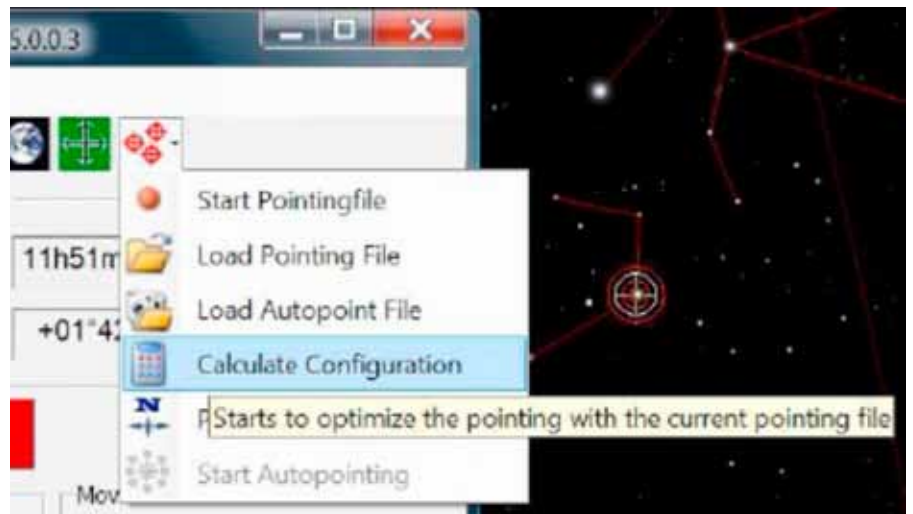 5.0.0.3
Start Pointingfile
11h51m
Load Pointing File
Load Autopoint File
+01°42
Calculate Configuration
N
P
Starts to optimize the pointing with the current pointing file
Start Autopointing
Mov